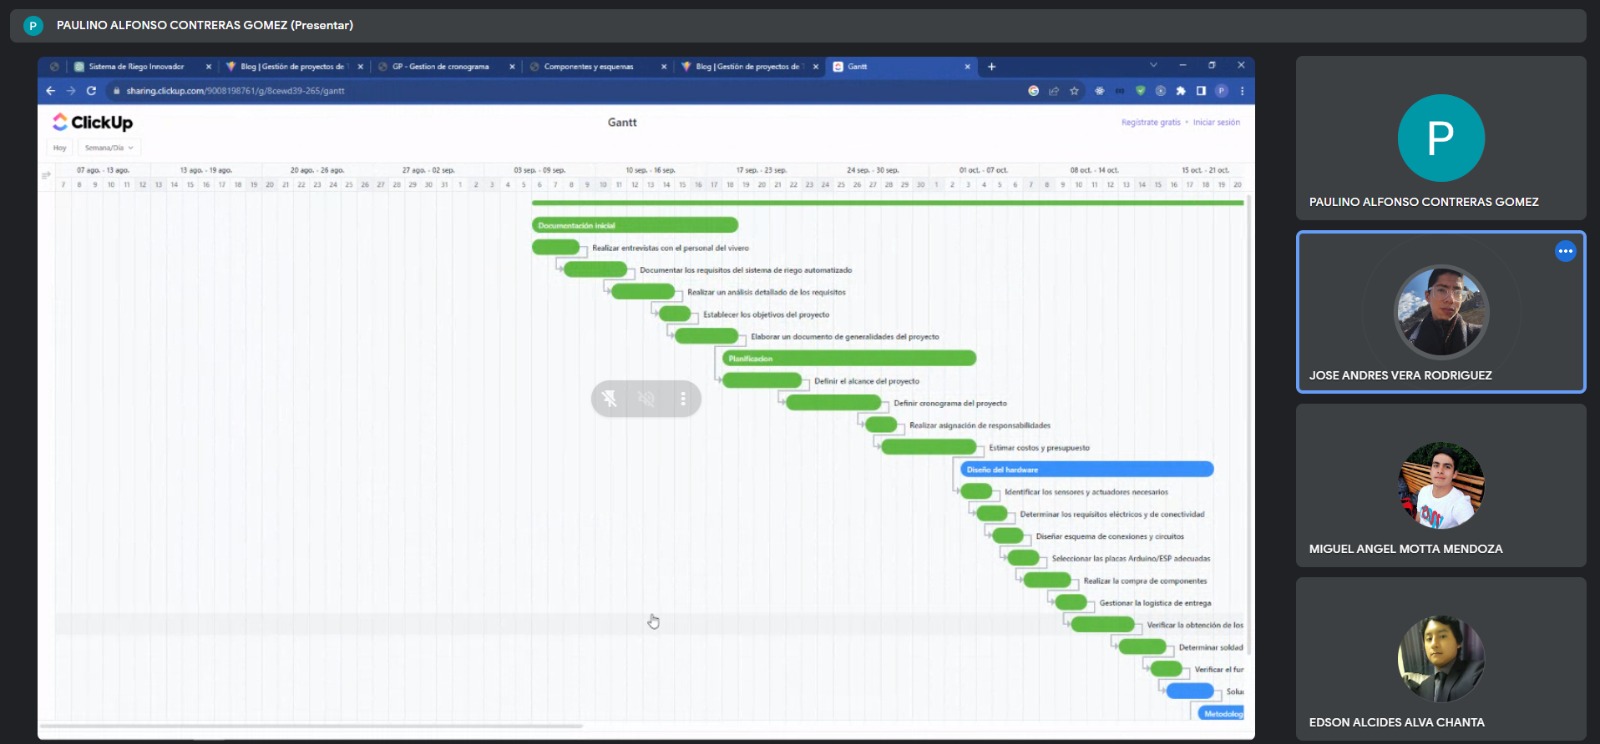 P PAULINO ALFONSO CONTRERAS GOMEZ (Presentar)
Sistema de Riego Innovador
Blog | Gestión de proyectos de
GP - Gestion de cronograma
Componentes y esquemas
Blog | Gestión de proyectos de
Gantt
sharing.clickup.com/9008198761/g/8cewd39-265/gantt
P
ClickUp
Gantt
Regístrate gratis • Iniciar sesión
Hoy
Semana/Día
07 ago. - 13 ago. 13 ago. - 19 ago. 20 ago. - 26 ago. 27 ago. - 02 sep. 03 sep. - 09 sep. 10 sep. - 16 sep. 17 sep. - 23 sep. 24 sep. - 30 sep. 01 oct. - 07 oct. 08 oct. - 14 oct. 15 oct. - 21 oct.
7 8 9 10 11 12 13 14 15 16 17 18 19 20 21 22 23 24 25 26 27 28 29 30 31 1 2 3 4 5 6 7 8 9 10 11 12 13 14 15 16 17 18 19 20 21 22 23 24 25 26 27 28 29 30 1 2 3 4 5 6 7 8 9 10 11 12 13 14 15 16 17 18 19 20
Documentación inicial
Realizar entrevistas con el personal del vivero
Documentar los requisitos del sistema de riego automatizado
Realizar un análisis detallado de los requisitos
Establecer los objetivos del proyecto
Elaborar un documento de generalidades del proyecto
Planificacion
Definir el alcance del proyecto
Definir cronograma del proyecto
Realizar asignación de responsabilidades
Estimar costos y presupuesto
Diseño del hardware
Identificar los sensores y actuadores necesarios
Determinar los requisitos eléctricos y de conectividad
Diseñar esquema de conexiones y circuitos
Seleccionar las placas Arduino/ESP adecuadas
Realizar la compra de componentes
Gestionar la logística de entrega
Verificar la obtención de los
Determinar soldad
Verificar el fur
Solu
Metodolog
P
PAULINO ALFONSO CONTRERAS GOMEZ
JOSE ANDRES VERA RODRIGUEZ
MIGUEL ANGEL MOTTA MENDOZA
EDSON ALCIDES ALVA CHANTA